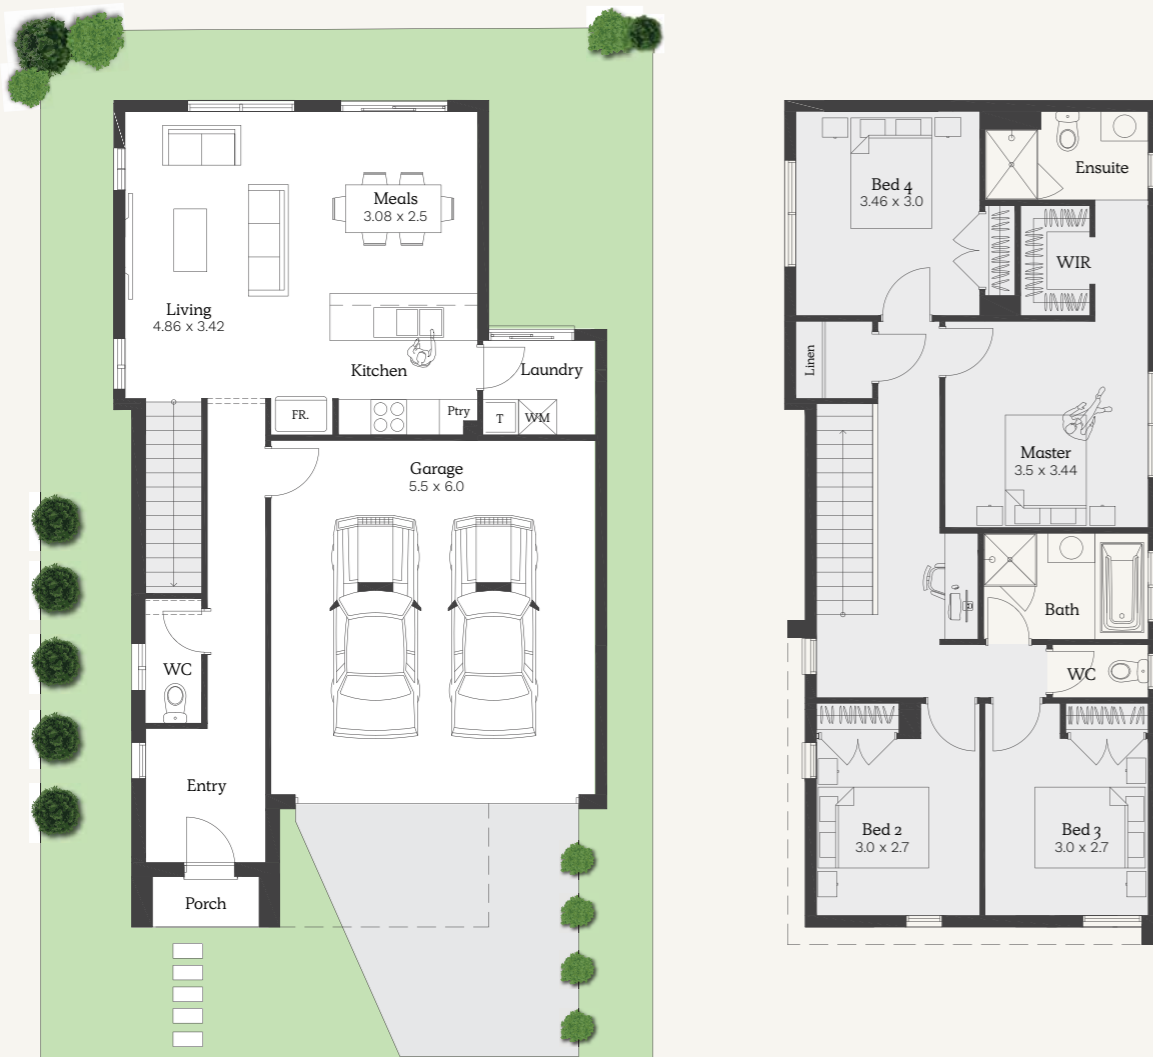 Meals
3.08 x 2.5
Living
4.86 x 3.42
Kitchen
Laundry
FR.
Ptry
T
WM
Garage
5.5 x 6.0
WC
Entry
Porch
Bed 4
3.46 x 3.0
Ensuite
WIR
Linen
Master
3.5 x 3.44
Bath
WC
Bed 2
3.0 x 2.7
Bed 3
3.0 x 2.7